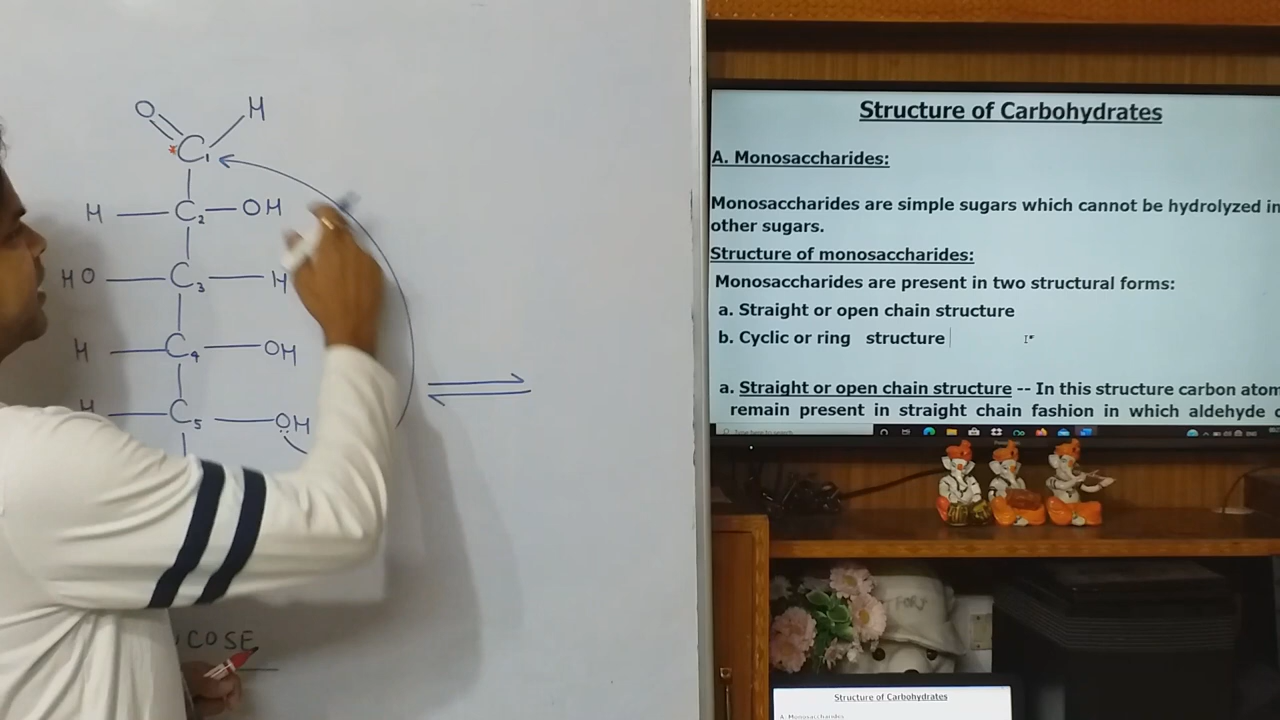 O H
C1
H C2 OH
HO C3 H
H C4 OH
H C5 OH
COSE
Structure of Carbohydrates
A. Monosaccharides:
Monosaccharides are simple sugars which cannot be hydrolyzed in
other sugars.
Structure of monosaccharides:
Monosaccharides are present in two structural forms:
a. Straight or open chain structure
b. Cyclic or ring structure
a. Straight or open chain structure -- In this structure carbon atom
remain present in straight chain fashion in which aldehyde
Structure of Carbohydrates
A. Monosaccharides